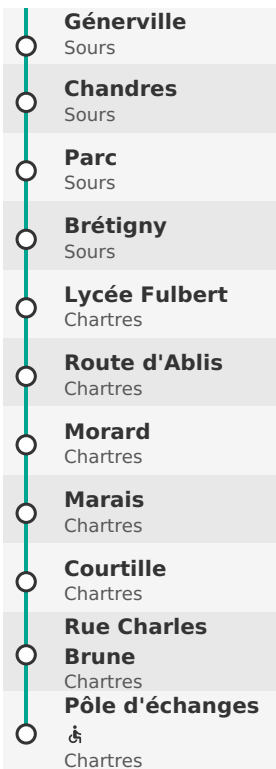 Génerville
Sours
Chandres
Sours
Parc
Sours
Brétigny
Sours
Lycée Fulbert
Chartres
Route d'Ablis
Chartres
Morard
Chartres
Marais
Chartres
Courtille
Chartres
Rue Charles
Brune
Chartres
Pôle d'échanges
Chartres